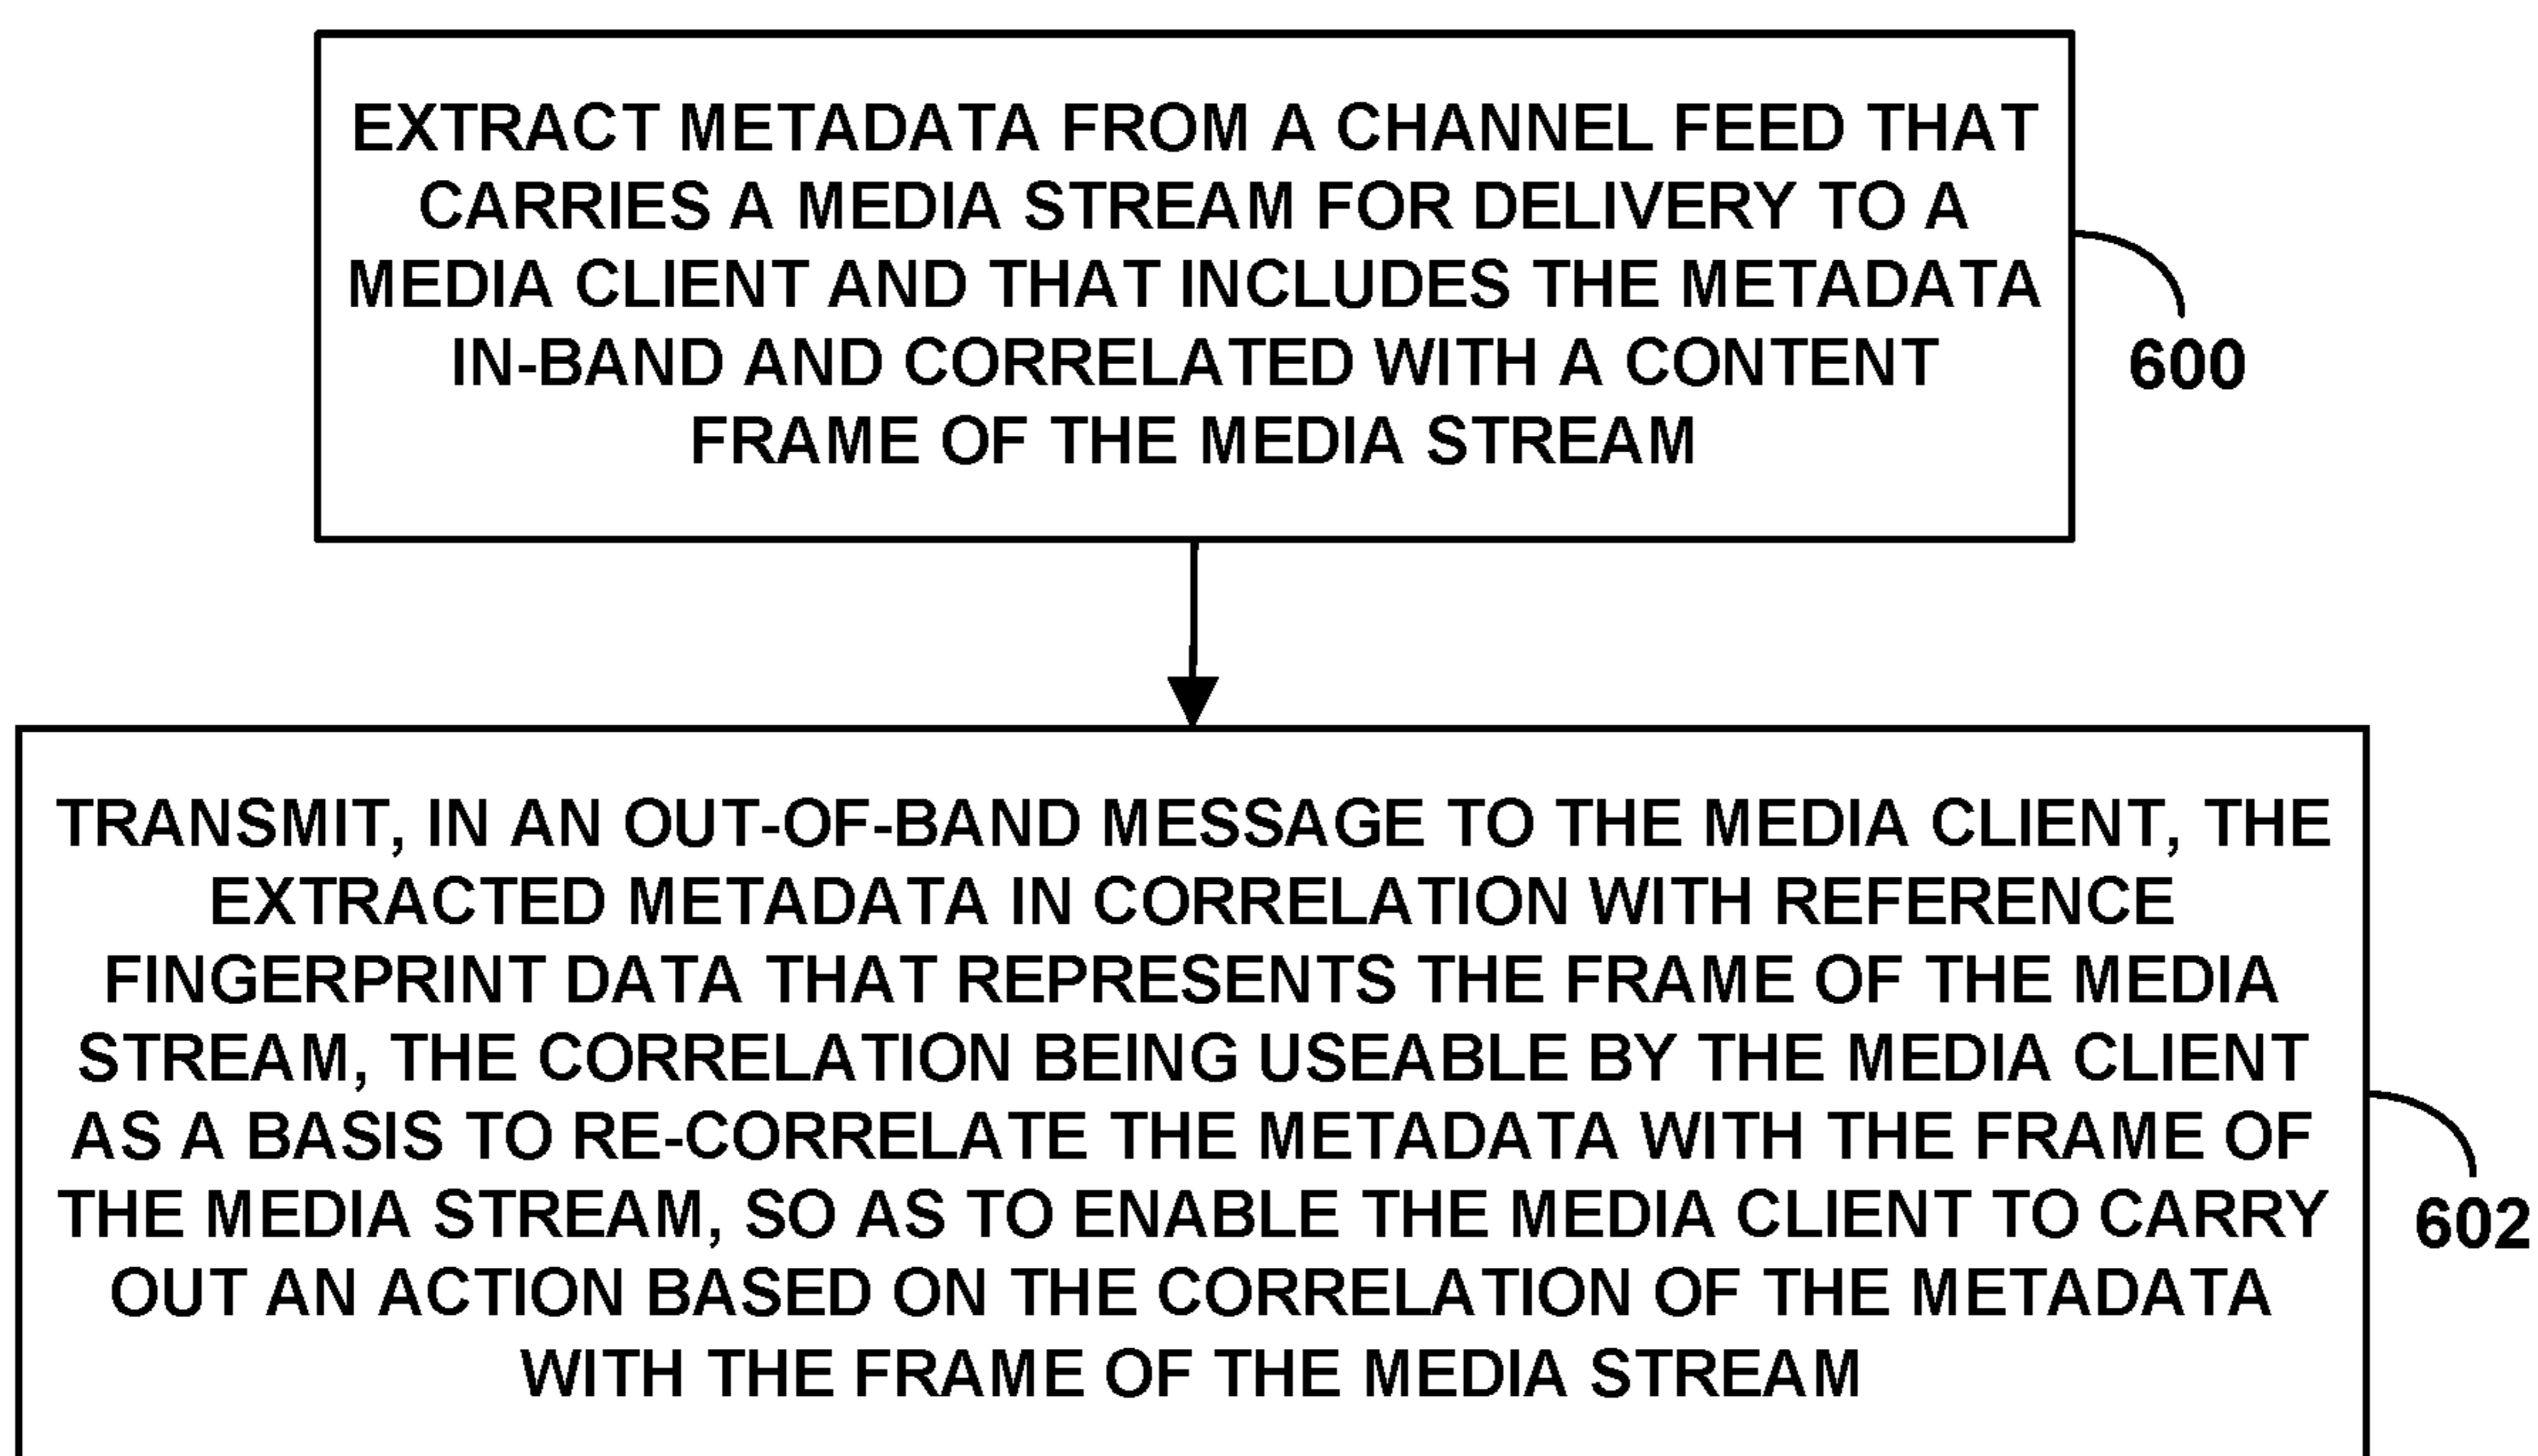 EXTRACT METADATA FROM A CHANNEL FEED THAT
CARRIES A MEDIA STREAM FOR DELIVERY TO A
MEDIA CLIENT AND THAT INCLUDES THE METADATA
IN-BAND AND CORRELATED WITH A CONTENT
FRAME OF THE MEDIA STREAM
600
TRANSMIT, IN AN OUT-OF-BAND MESSAGE TO THE MEDIA CLIENT, THE
EXTRACTED METADATA IN CORRELATION WITH REFERENCE
FINGERPRINT DATA THAT REPRESENTS THE FRAME OF THE MEDIA
STREAM, THE CORRELATION BEING USEABLE BY THE MEDIA CLIENT
AS A BASIS TO RE-CORRELATE THE METADATA WITH THE FRAME OF
THE MEDIA STREAM, SO AS TO ENABLE THE MEDIA CLIENT TO CARRY
OUT AN ACTION BASED ON THE CORRELATION OF THE METADATA
WITH THE FRAME OF THE MEDIA STREAM
602